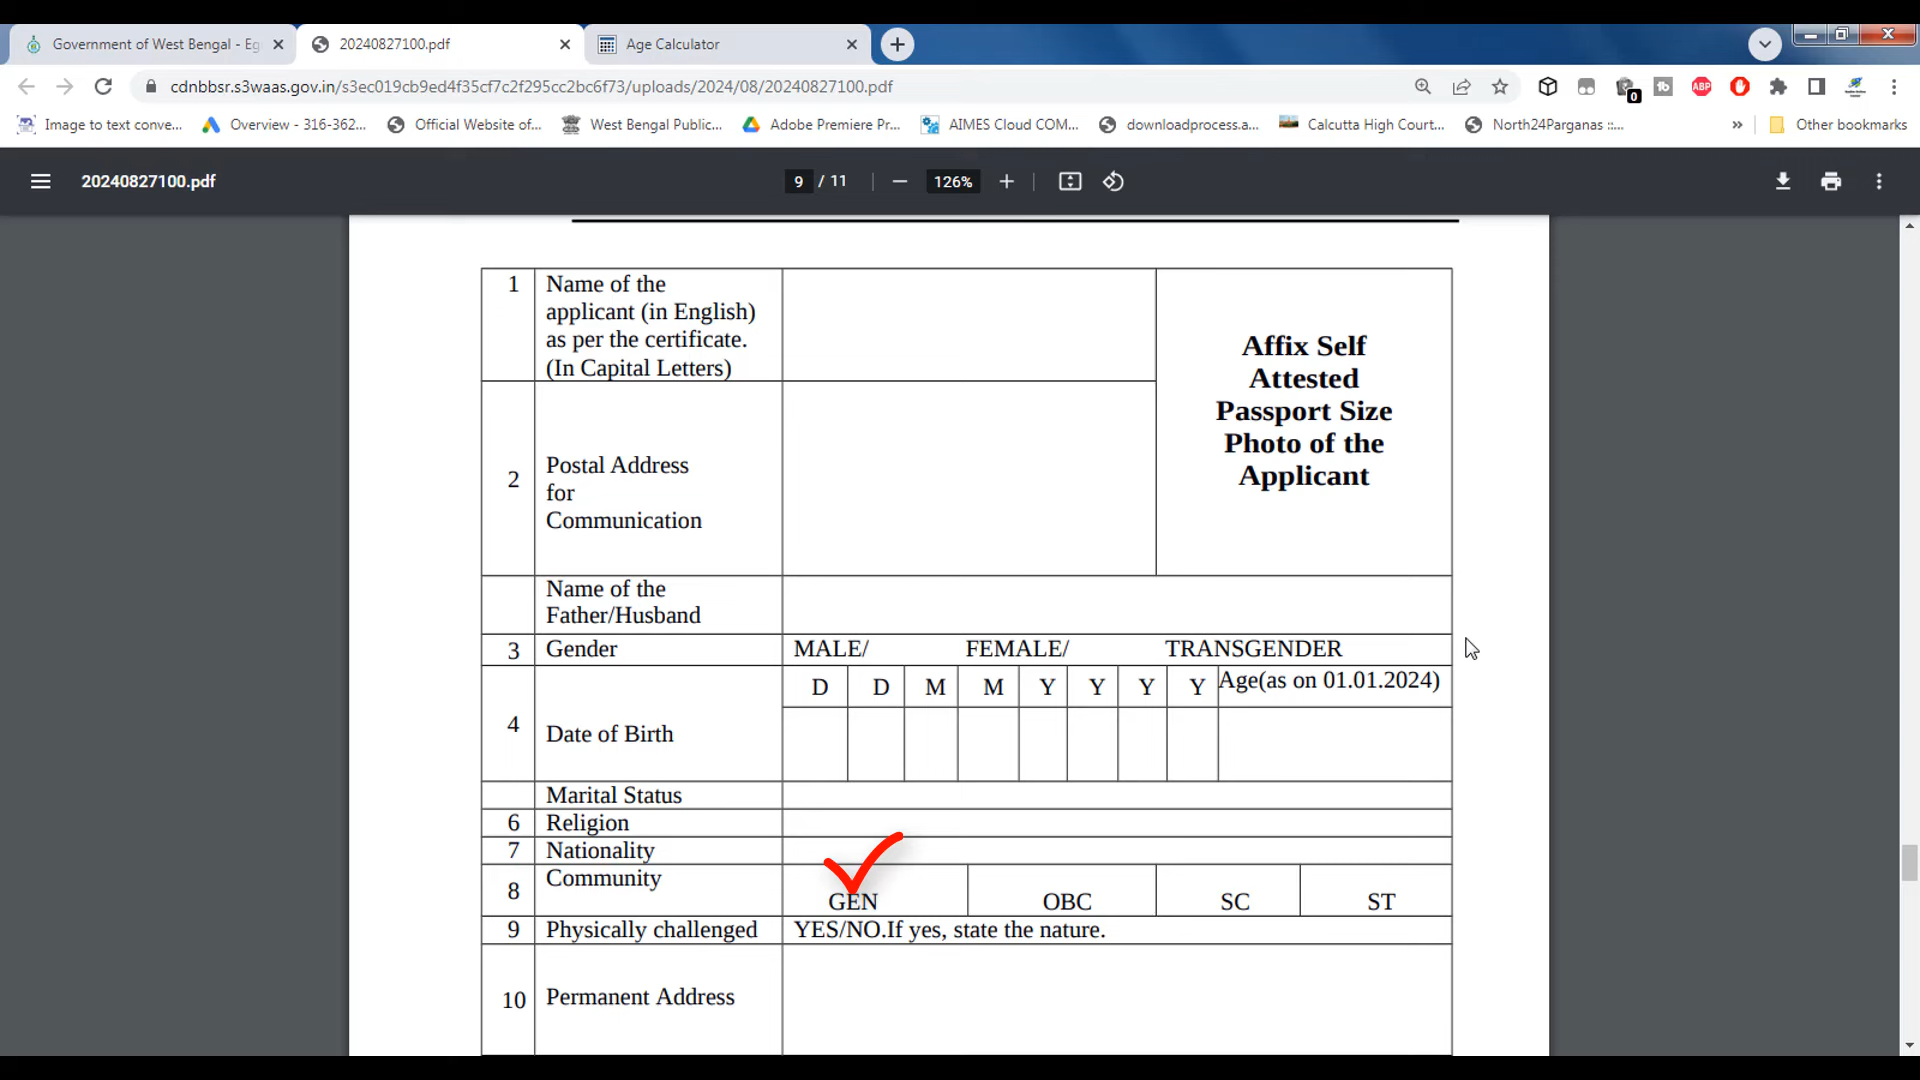 Government of West Bengal - Eg
20240827100.pdf
Age Calculator
cdnbbsr.s3waas.gov.in/s3ec019cb9ed4f35cf7c2f295cc2bc6f73/uploads/2024/08/20240827100.pdf
0
ABP
Image to text conve...
Overview - 316-362...
Official Website of...
West Bengal Public...
Adobe Premiere Pr...
AIMES Cloud COM...
downloadprocess.a...
Calcutta High Court...
North24Parganas ::...
»
Other bookmarks
20240827100.pdf
9 / 11
126%
1
Name of the
applicant (in English)
as per the certificate.
(In Capital Letters)
Affix Self
Attested
Passport Size
Photo of the
Applicant
2
Postal Address
for
Communication
Name of the
Father/Husband
3 Gender MALE/ FEMALE/ TRANSGENDER
4
Date of Birth
D D M M Y Y Y Y Age(as on 01.01.2024)
Marital Status
6 Religion
7 Nationality
8 Community
GEN OBC SC ST
9 Physically challenged YES/NO.If yes, state the nature.
10 Permanent Address